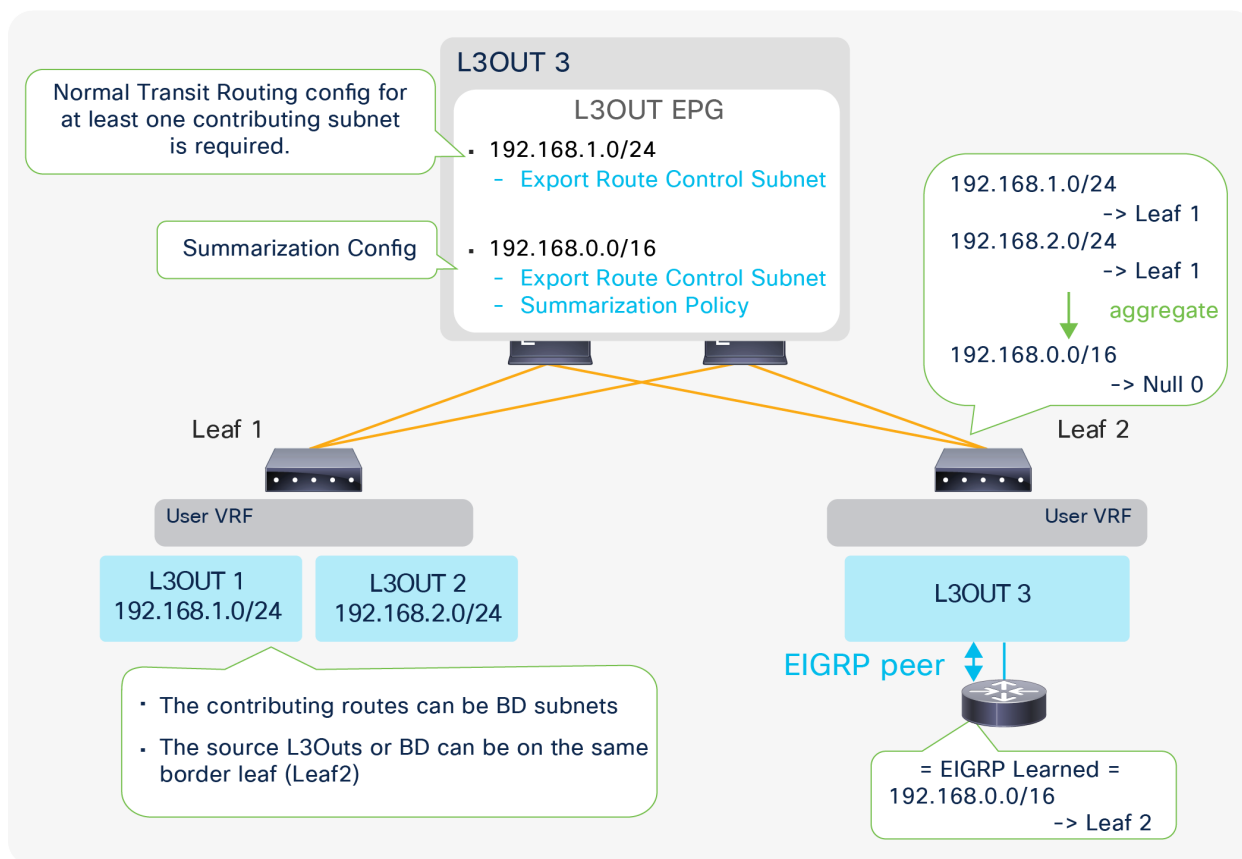 L3OUT 3
Normal Transit Routing config for
at least one contributing subnet
is required.
L3OUT EPG
▪ 192.168.1.0/24
– Export Route Control Subnet
Summarization Config
▪ 192.168.0.0/16
– Export Route Control Subnet
– Summarization Policy
192.168.1.0/24
-> Leaf 1
192.168.2.0/24
-> Leaf 1
aggregate
192.168.0.0/16
-> Null 0
Leaf 1
Leaf 2
User VRF
User VRF
L3OUT 1
192.168.1.0/24
L3OUT 2
192.168.2.0/24
L3OUT 3
EIGRP peer
▪ The contributing routes can be BD subnets
▪ The source L3Outs or BD can be on the same
border leaf (Leaf2)
= EIGRP Learned =
192.168.0.0/16
-> Leaf 2